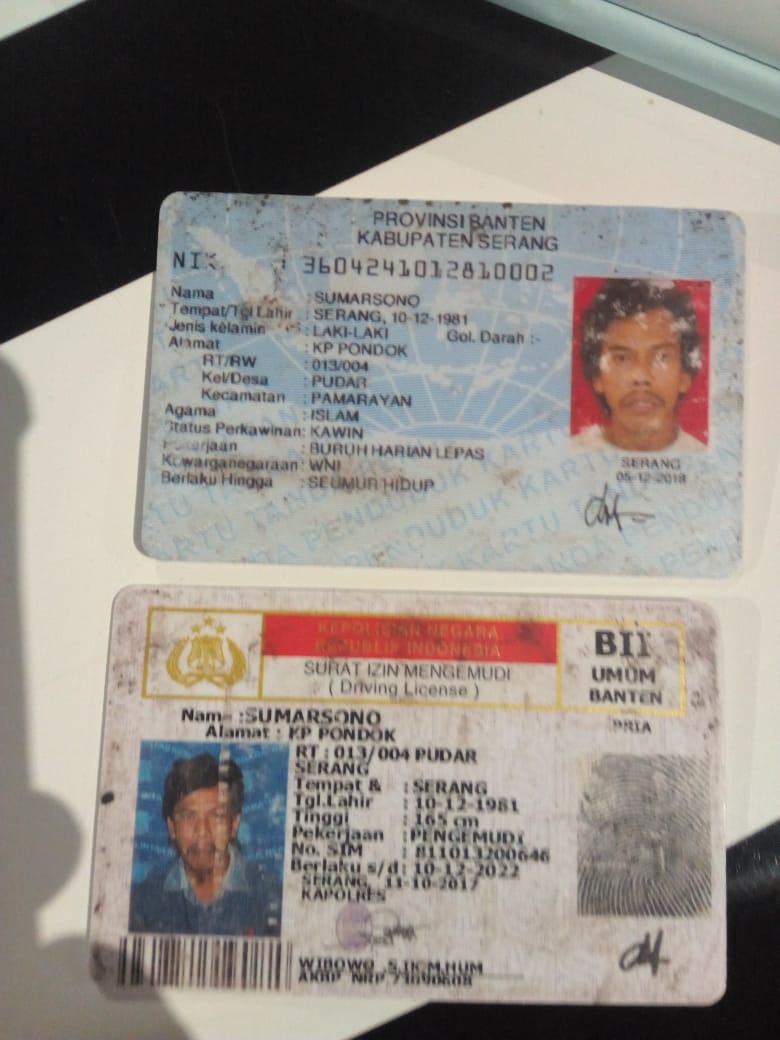 PROVINSI BANTEN
KABUPATEN SERANG
NIK : 3604241012810002
Nama : SUMARSONO
Tempat/Tgl Lahir : SERANG, 10-12-1981
Jenis kelamin : LAKI-LAKI Gol. Darah :-
Alamat : KP PONDOK
RT/RW : 013/004
Kel/Desa : PUDAR
Kecamatan : PAMARAYAN
Agama : ISLAM
Status Perkawinan: KAWIN
Pekerjaan : BURUH HARIAN LEPAS
Kewarganegaraan: WNI
Berlaku Hingga : SEUMUR HIDUP
SERANG
05-12-2018
KEPOLISIAN NEGARA
REPUBLIK INDONESIA
SURAT IZIN MENGEMUDI
( Driving License )
BII
UMUM
BANTEN
PRIA
Nama :SUMARSONO
Alamat : KP PONDOK
RT : 013/004 PUDAR
SERANG
Tempat & : SERANG
Tgl.Lahir : 10-12-1981
Tinggi : 165 cm
Pekerjaan :PENGEMUDI
No. SIM : 811013200646
Berlaku s/d : 10-12-2022
SERANG, 11-10-2017
KAPOLRES
WIBOWO, S.IK.M.HUM
AKBP NRP